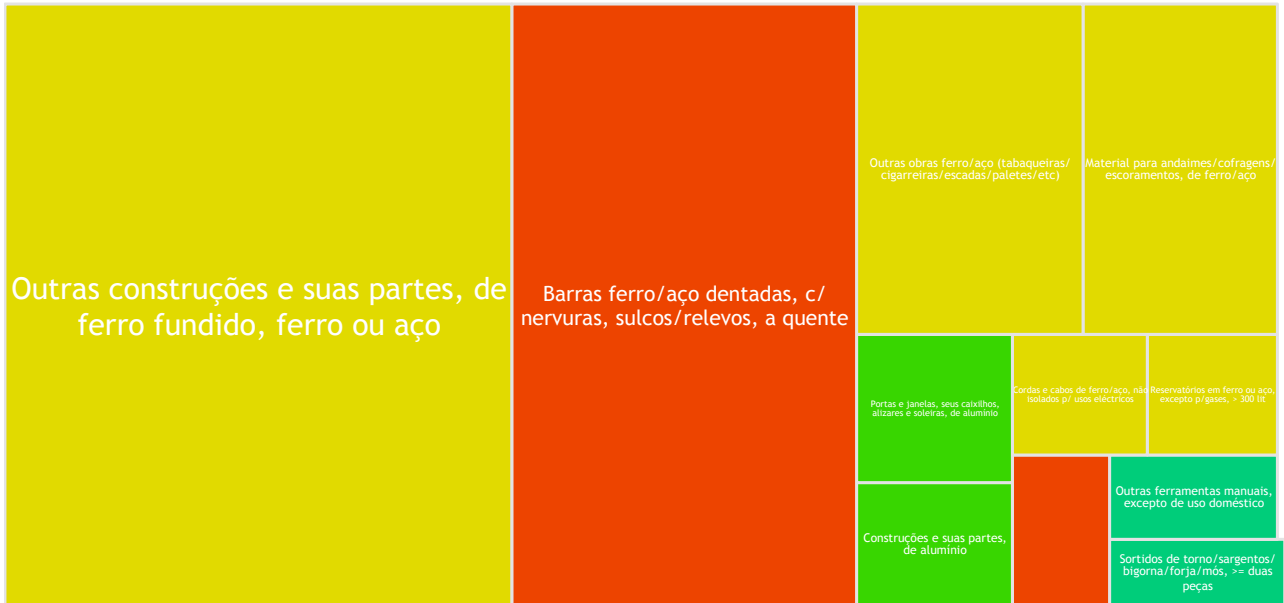 Outras construções e suas partes, de
ferro fundido, ferro ou aço
Barras ferro/aço dentadas, c/
nervuras, sulcos/relevos, a quente
Outras obras ferro/aço (tabaqueiras/
cigarreiras/escadas/paletes/etc)
Material para andaimes/cofragens/
escoramentos, de ferro/aço
Portas e janelas, seus caixilhos,
alizares e soleiras, de alumínio
Cordas e cabos de ferro/aço, não
isolados p/ usos eléctricos
Reservatórios em ferro ou aço,
excepto p/gases, > 300 lit
Construções e suas partes,
de alumínio
Outras ferramentas manuais,
excepto de uso doméstico
Sortidos de torno/sargentos/
bigorna/forja/mós, >= duas
peças